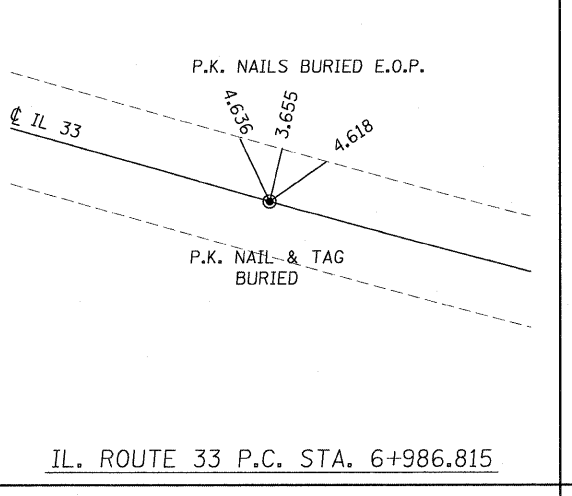 P.K. NAILS BURIED E.O.P.
4.636
3.655
4.618
℄ IL 33
P.K. NAIL & TAG
BURIED
IL. ROUTE 33 P.C. STA. 6+986.815